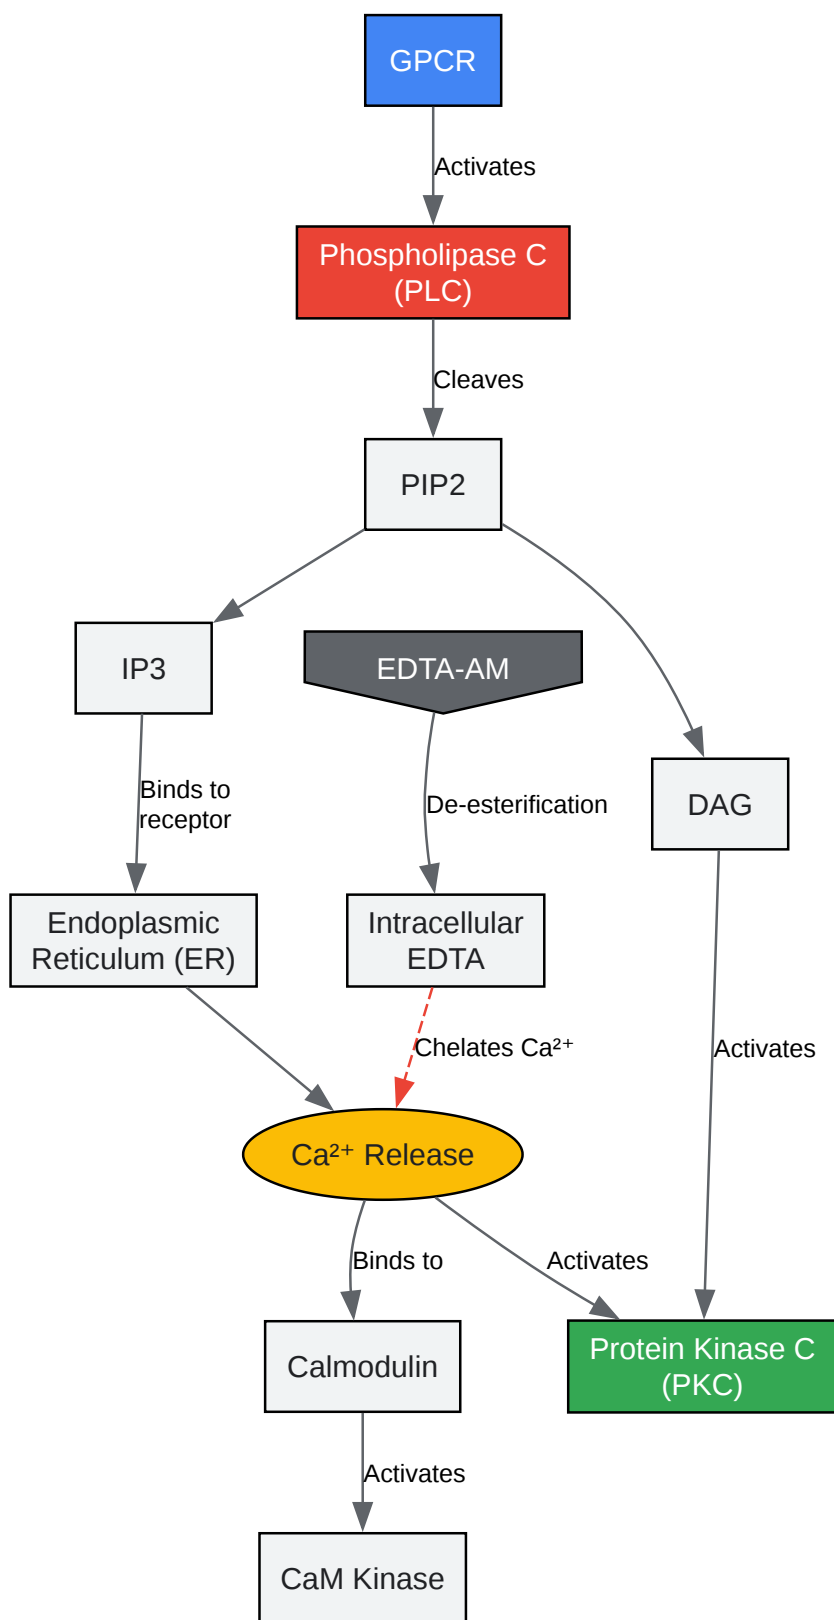 GPCR
Activates
Phospholipase C
(PLC)
Cleaves
PIP2
IP3
EDTA-AM
DAG
Binds to
receptor
De-esterification
Endoplasmic
Reticulum (ER)
Intracellular
EDTA
Chelates Ca²⁺
Activates
Ca²⁺ Release
Binds to
Activates
Calmodulin
Protein Kinase C
(PKC)
Activates
CaM Kinase